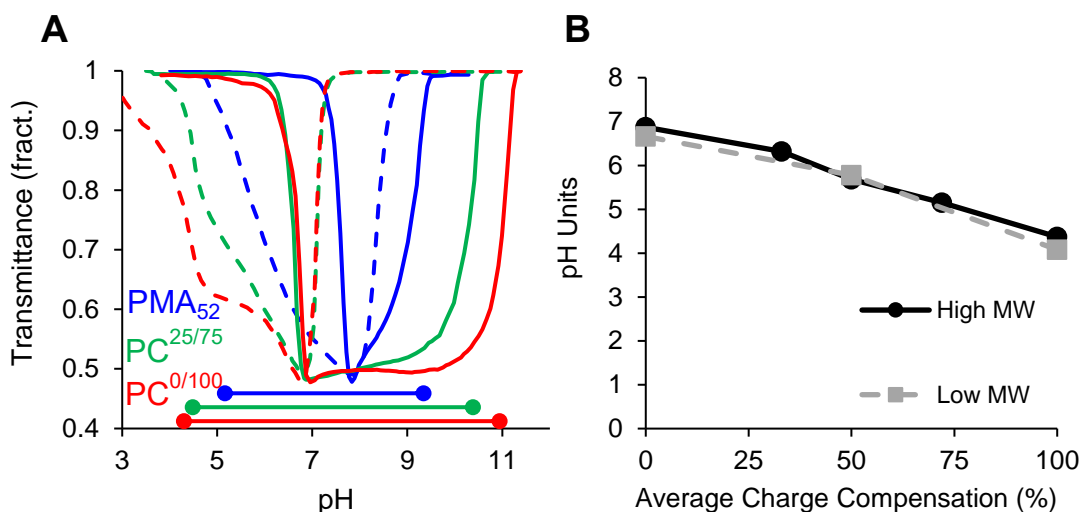 A
Transmittance (fract.)
1
0.9
0.8
0.7
0.6
0.5
0.4
PMA52
PC25/75
PC0/100
3 5 7 9 11
pH
B
pH Units
8
7
6
5
4
3
2
1
0
High MW
Low MW
0 25 50 75 100
Average Charge Compensation (%)